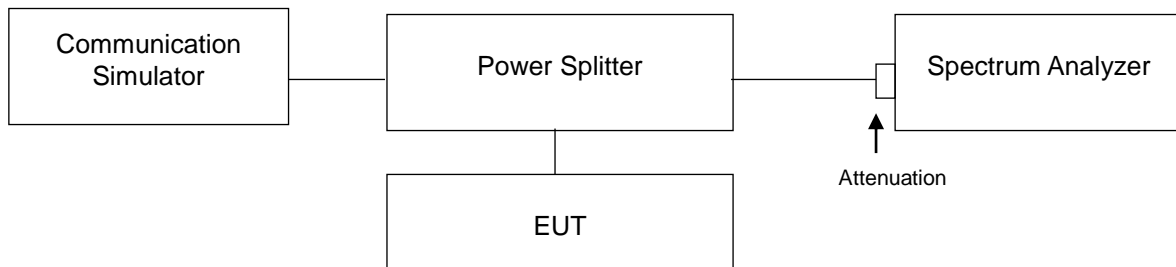 Communication
Simulator
Power Splitter
Spectrum Analyzer
Attenuation
EUT